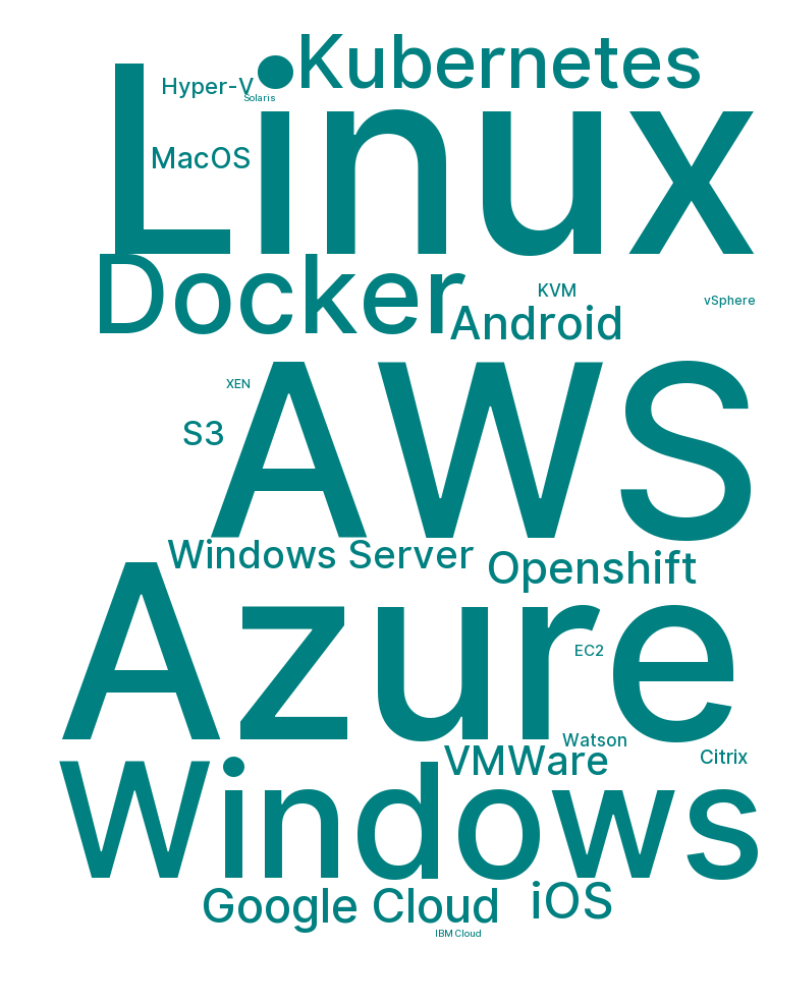 Kubernetes
Hyper-V
Solaris
Linux
MacOS
Docker
KVM
vSphere
Android
XEN
AWS
S3
Windows Server
Openshift
Azure
EC2
Watson
VMWare
Citrix
Windows
Google Cloud
iOS
IBM Cloud